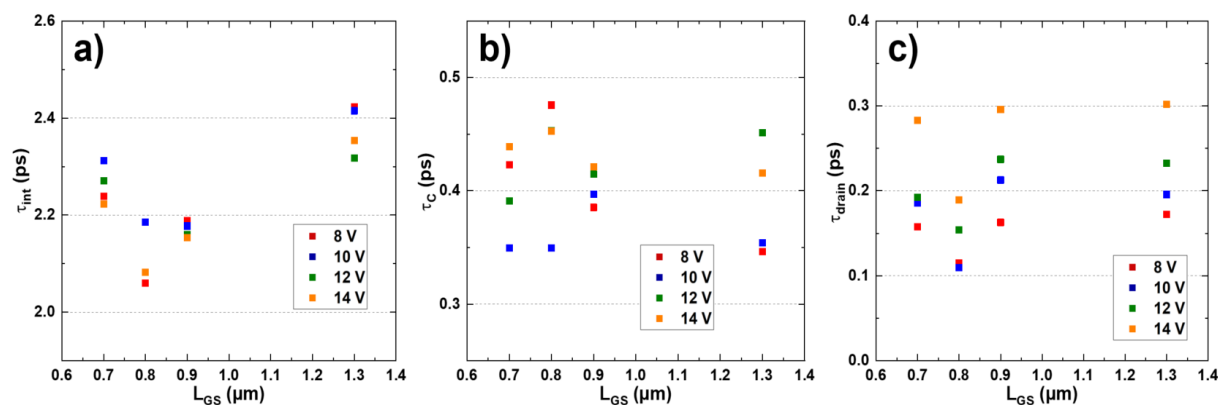 a)
2.6
2.4
2.2
2.0
τint (ps)
0.6 0.7 0.8 0.9 1.0 1.1 1.2 1.3 1.4
LGS (μm)
8 V
10 V
12 V
14 V
b)
0.5
0.4
0.3
τC (ps)
0.6 0.7 0.8 0.9 1.0 1.1 1.2 1.3 1.4
LGS (μm)
8 V
10 V
12 V
14 V
c)
0.4
0.3
0.2
0.1
0.0
τdrain (ps)
0.6 0.7 0.8 0.9 1.0 1.1 1.2 1.3 1.4
LGS (μm)
8 V
10 V
12 V
14 V